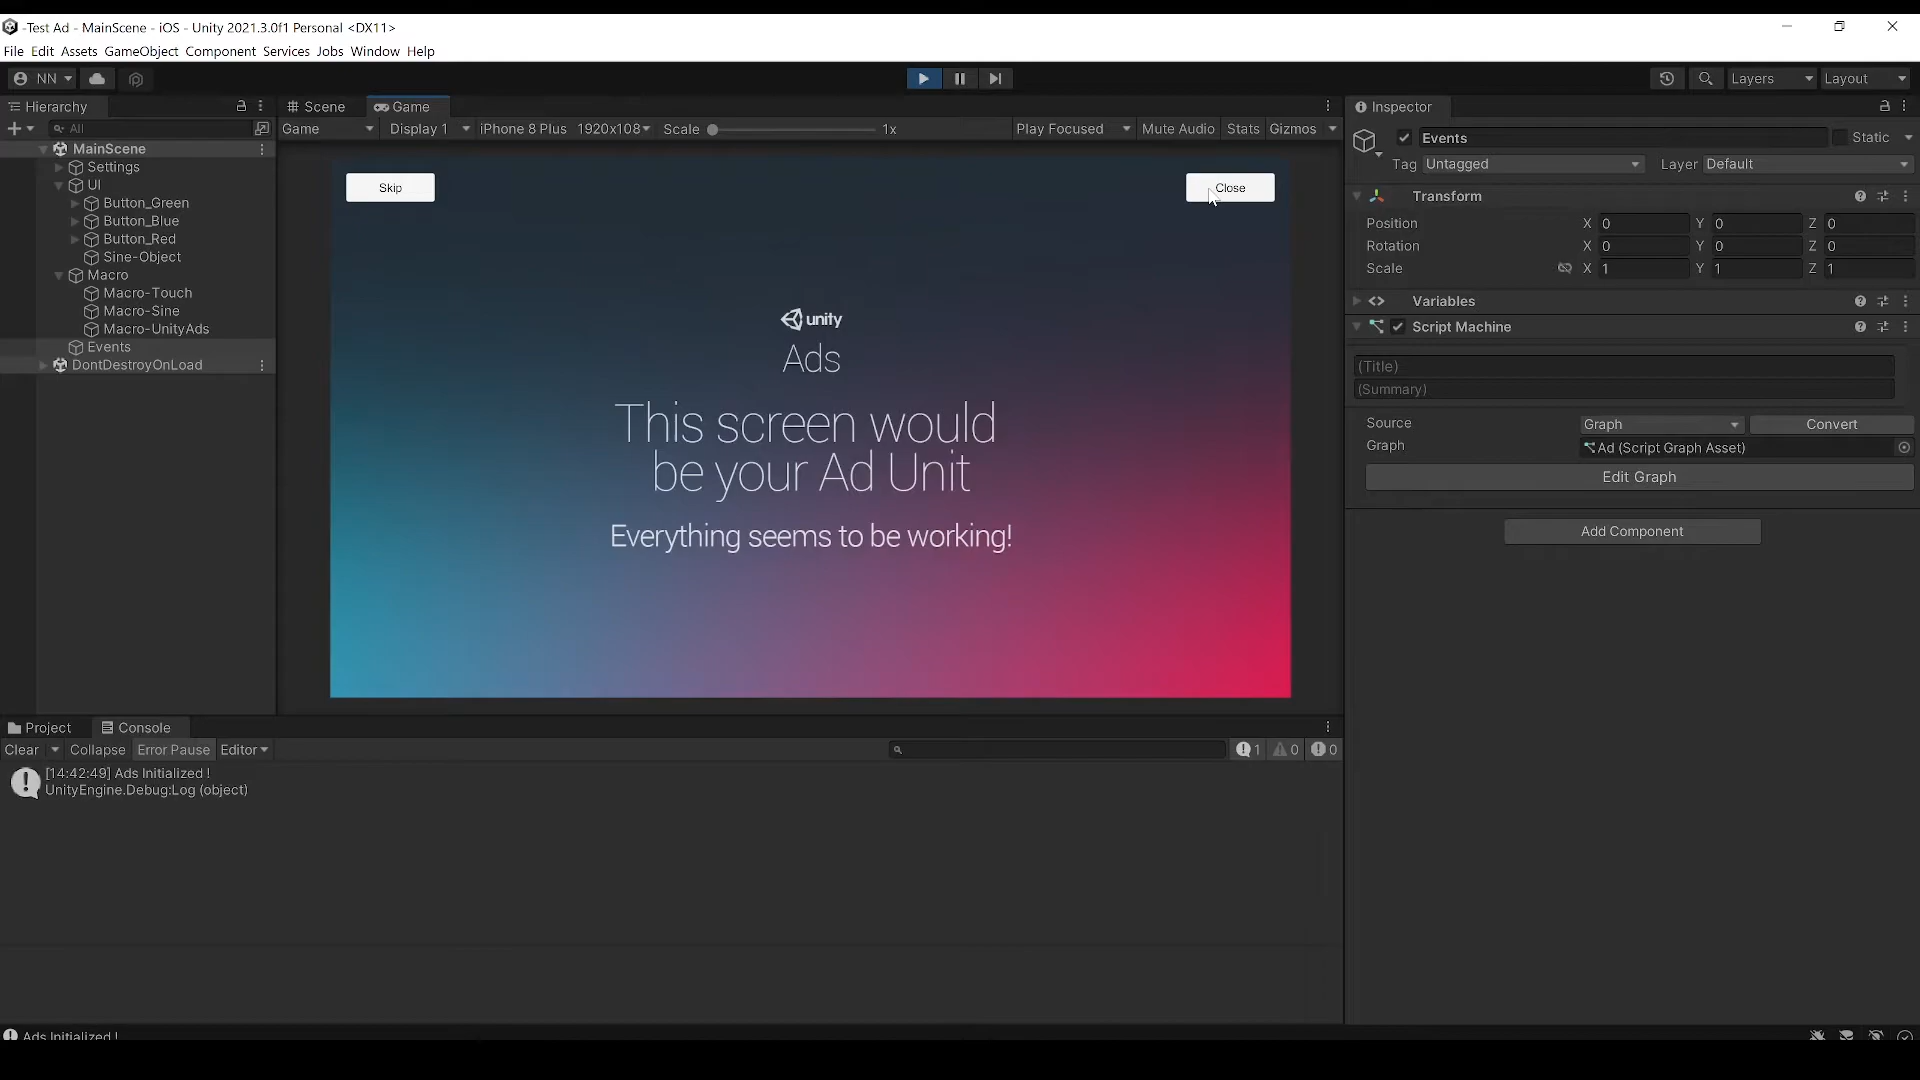 -Test Ad - MainScene - iOS - Unity 2021.3.0f1 Personal <DX11>
File Edit Assets GameObject Component Services Jobs Window Help
NN Layers Layout
Hierarchy
All
MainScene
Settings
UI
Button_Green
Button_Blue
Button_Red
Sine-Object
Macro
Macro-Touch
Macro-Sine
Macro-UnityAds
Events
DontDestroyOnLoad
Scene Game
Game Display 1 iPhone 8 Plus 1920x108 Scale 1x Play Focused Mute Audio Stats Gizmos
Skip Close
unity
Ads
This screen would
be your Ad Unit
Everything seems to be working!
Inspector
Events Static
Tag Untagged Layer Default
Transform
Position X 0 Y 0 Z 0
Rotation X 0 Y 0 Z 0
Scale X 1 Y 1 Z 1
Variables
Script Machine
(Title)
(Summary)
Source Graph Convert
Graph Ad (Script Graph Asset)
Edit Graph
Add Component
Project Console
Clear Collapse Error Pause Editor 1 0 0
[14:42:49] Ads Initialized !
UnityEngine.Debug:Log (object)
Ads Initialized !